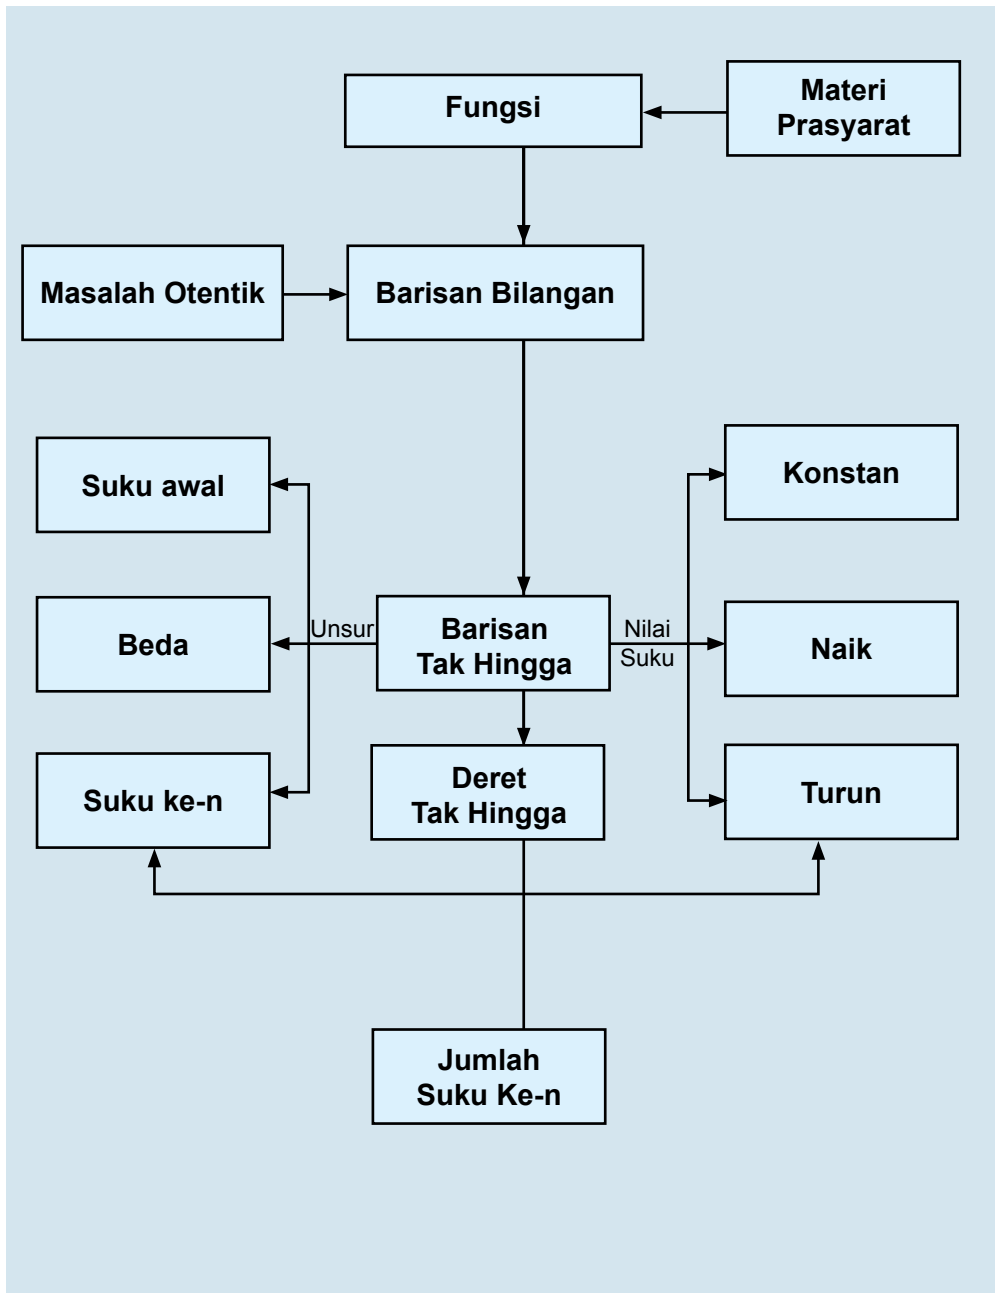 Fungsi
Materi
Prasyarat
Masalah Otentik
Barisan Bilangan
Suku awal
Konstan
Beda
Unsur
Barisan
Tak Hingga
Nilai
Suku
Naik
Suku ke-n
Deret
Tak Hingga
Turun
Jumlah
Suku Ke-n